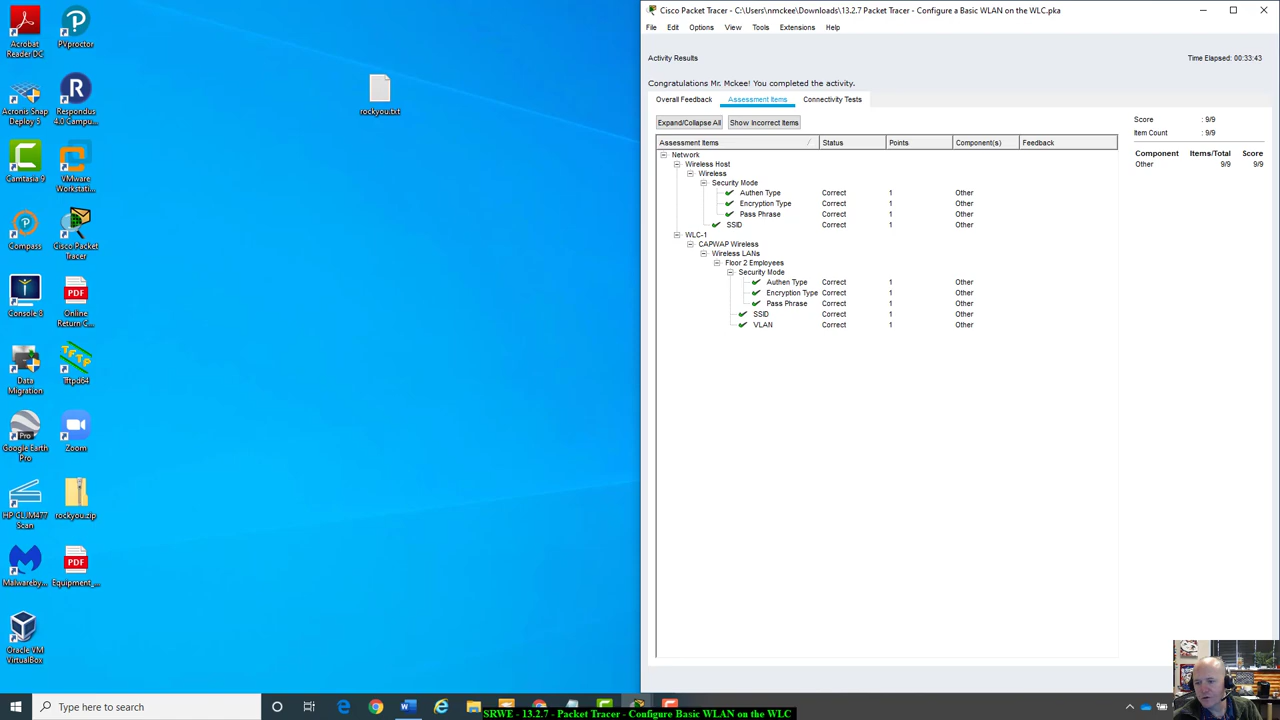 Acrobat
Reader DC
PVproctor
Acronis Snap
Deploy 5
Respondus
4.0 Campu...
Camtasia 9
VMware
Workstati...
Compass
Cisco Packet
Tracer
Console 8
Online
Return C...
Data
Migration
Tftpd64
Google Earth
Pro
Zoom
HP CLJM477
Scan
rockyou.zip
Malwareby...
Equipment_...
Oracle VM
VirtualBox
rockyou.txt
Cisco Packet Tracer - C:\Users\nmckee\Downloads\13.2.7 Packet Tracer - Configure a Basic WLAN on the WLC.pka
File Edit Options View Tools Extensions Help
Activity Results
Time Elapsed: 00:33:43
Congratulations Mr. Mckee! You completed the activity.
Overall Feedback Assessment Items Connectivity Tests
Expand/Collapse All Show Incorrect Items
Assessment Items Status Points Component(s) Feedback
Network
Wireless Host
Wireless
Security Mode
Authen Type Correct 1 Other
Encryption Type Correct 1 Other
Pass Phrase Correct 1 Other
SSID Correct 1 Other
WLC-1
CAPWAP Wireless
Wireless LANs
Floor 2 Employees
Security Mode
Authen Type Correct 1 Other
Encryption Type Correct 1 Other
Pass Phrase Correct 1 Other
SSID Correct 1 Other
VLAN Correct 1 Other
Score : 9/9
Item Count : 9/9
Component Items/Total Score
Other 9/9 9/9
Type here to search
SRWE - 13.2.7 - Packet Tracer - Configure Basic WLAN on the WLC